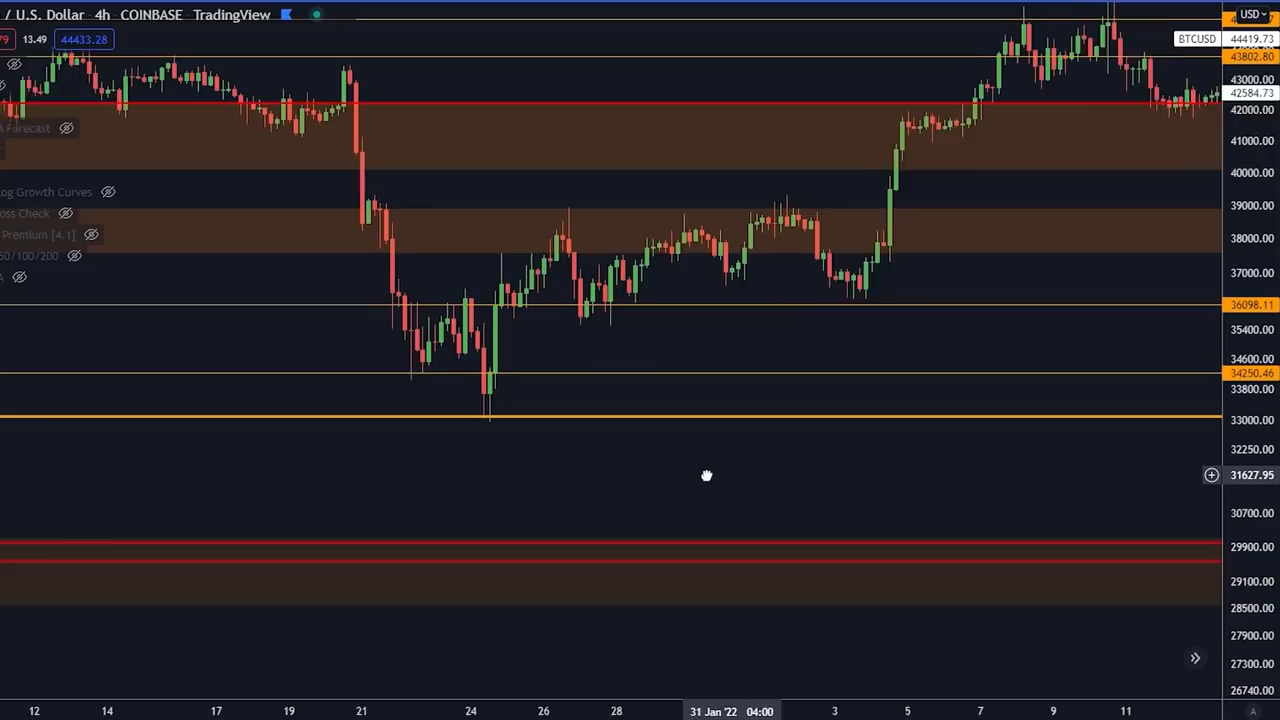 / U.S. Dollar 4h COINBASE TradingView
79 13.49 44433.28
A Forecast
Log Growth Curves
oss Check
Premium [4.1]
50/100/200
A
USD
BTCUSD 44419.73
43802.80
43000.00
42584.73
42000.00
41000.00
40000.00
39000.00
38000.00
37000.00
36098.11
35400.00
34600.00
34250.46
33800.00
33000.00
32250.00
31627.95
30700.00
29900.00
29100.00
28500.00
27900.00
27300.00
26740.00
12 14 17 19 21 24 26 28 31 Jan '22 04:00 3 5 7 9 11 A